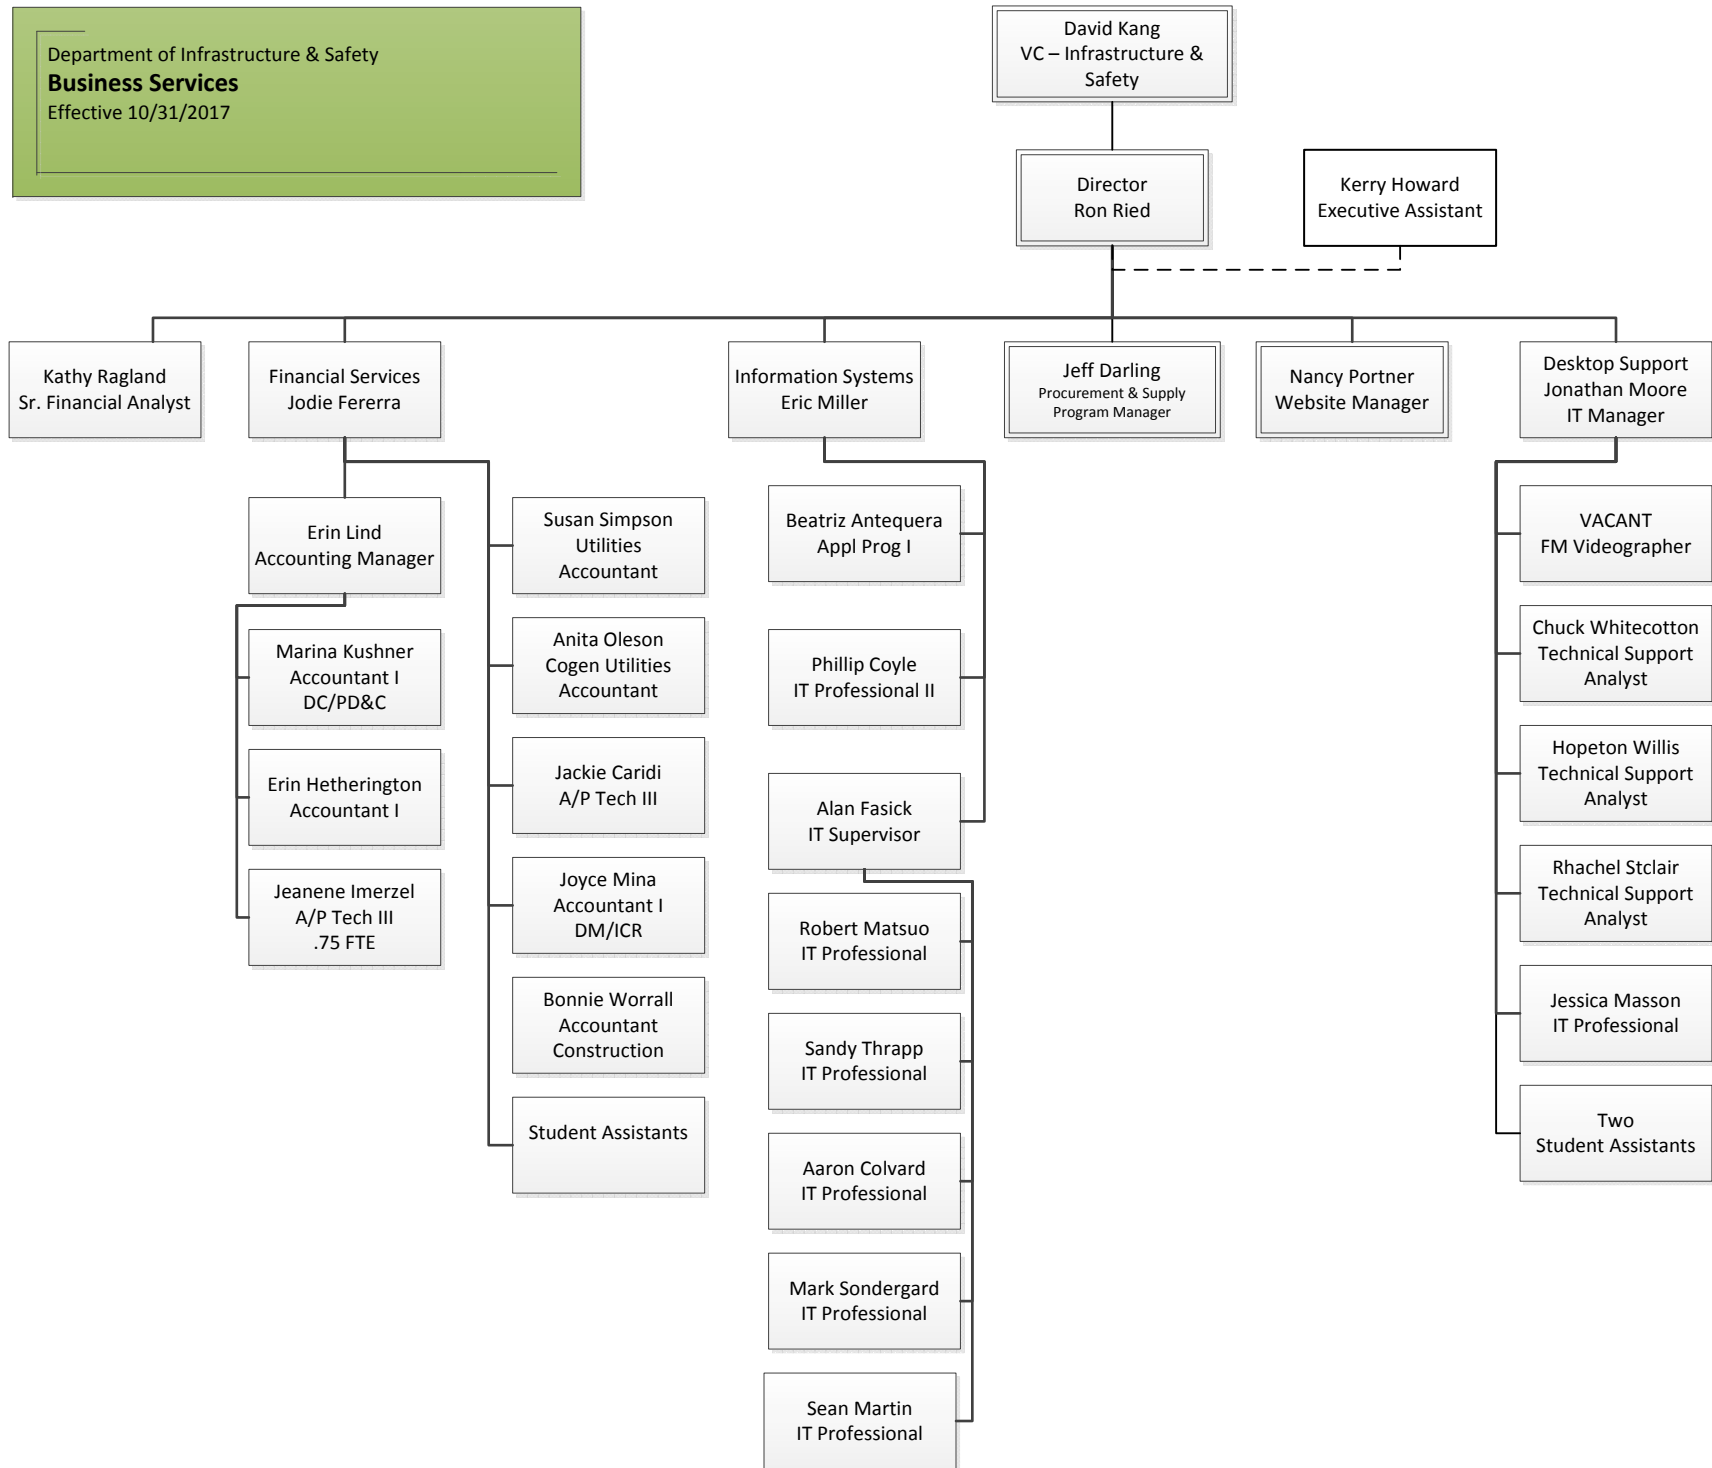 Department of Infrastructure & Safety
Business Services
Effective 10/31/2017
David Kang
VC – Infrastructure &
Safety
Director
Ron Ried
Kerry Howard
Executive Assistant
Kathy Ragland
Sr. Financial Analyst
Financial Services
Jodie Fererra
Information Systems
Eric Miller
Jeff Darling
Procurement & Supply
Program Manager
Nancy Portner
Website Manager
Desktop Support
Jonathan Moore
IT Manager
Erin Lind
Accounting Manager
Marina Kushner
Accountant I
DC/PD&C
Erin Hetherington
Accountant I
Jeanene Imerzel
A/P Tech III
.75 FTE
Susan Simpson
Utilities
Accountant
Anita Oleson
Cogen Utilities
Accountant
Jackie Caridi
A/P Tech III
Joyce Mina
Accountant I
DM/ICR
Bonnie Worrall
Accountant
Construction
Student Assistants
Beatriz Antequera
Appl Prog I
Phillip Coyle
IT Professional II
Alan Fasick
IT Supervisor
Robert Matsuo
IT Professional
Sandy Thrapp
IT Professional
Aaron Colvard
IT Professional
Mark Sondergard
IT Professional
Sean Martin
IT Professional
VACANT
FM Videographer
Chuck Whitecotton
Technical Support
Analyst
Hopeton Willis
Technical Support
Analyst
Rhachel Stclair
Technical Support
Analyst
Jessica Masson
IT Professional
Two
Student Assistants